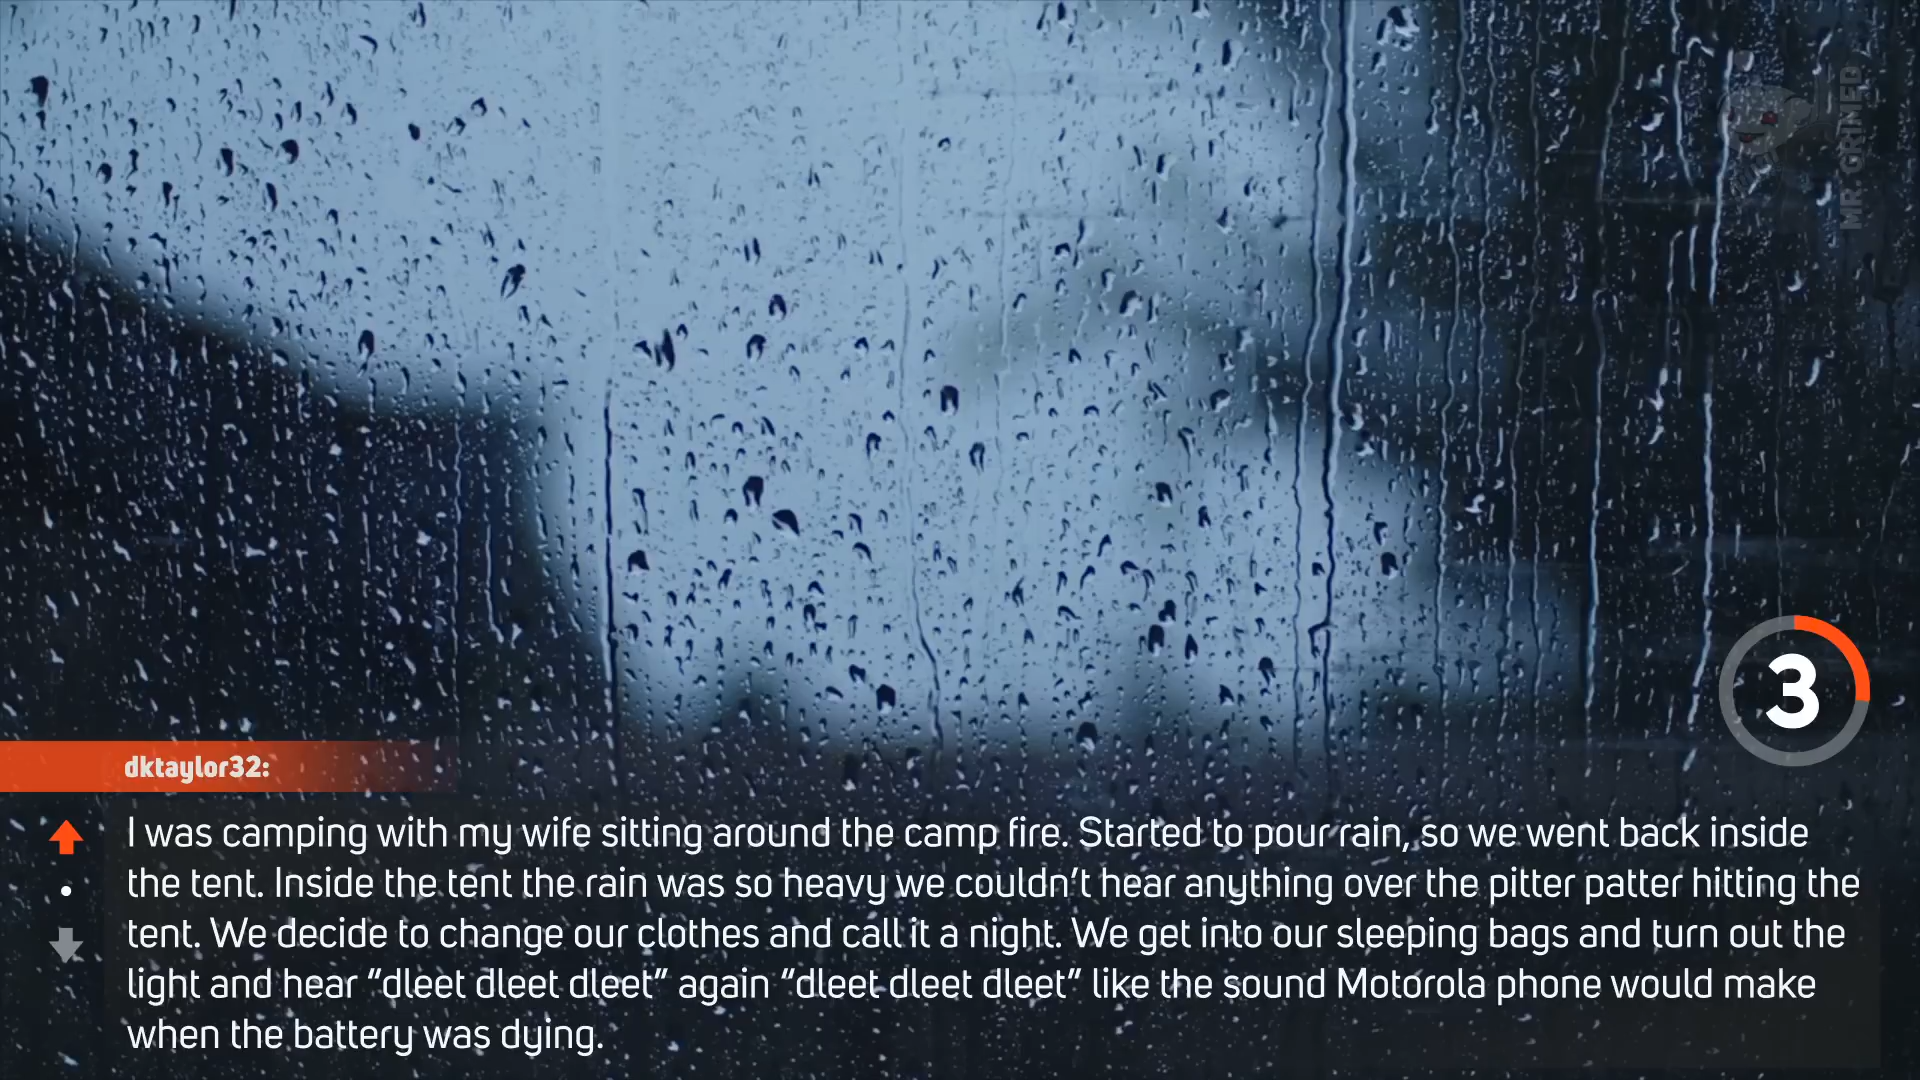 MR. GRINED
3
dktaylor32:
I was camping with my wife sitting around the camp fire. Started to pour rain, so we went back inside
the tent. Inside the tent the rain was so heavy we couldn't hear anything over the pitter patter hitting the
tent. We decide to change our clothes and call it a night. We get into our sleeping bags and turn out the
light and hear “dleet dleet dleet” again “dleet dleet dleet“ like the sound Motorola phone would make
when the battery was dying.